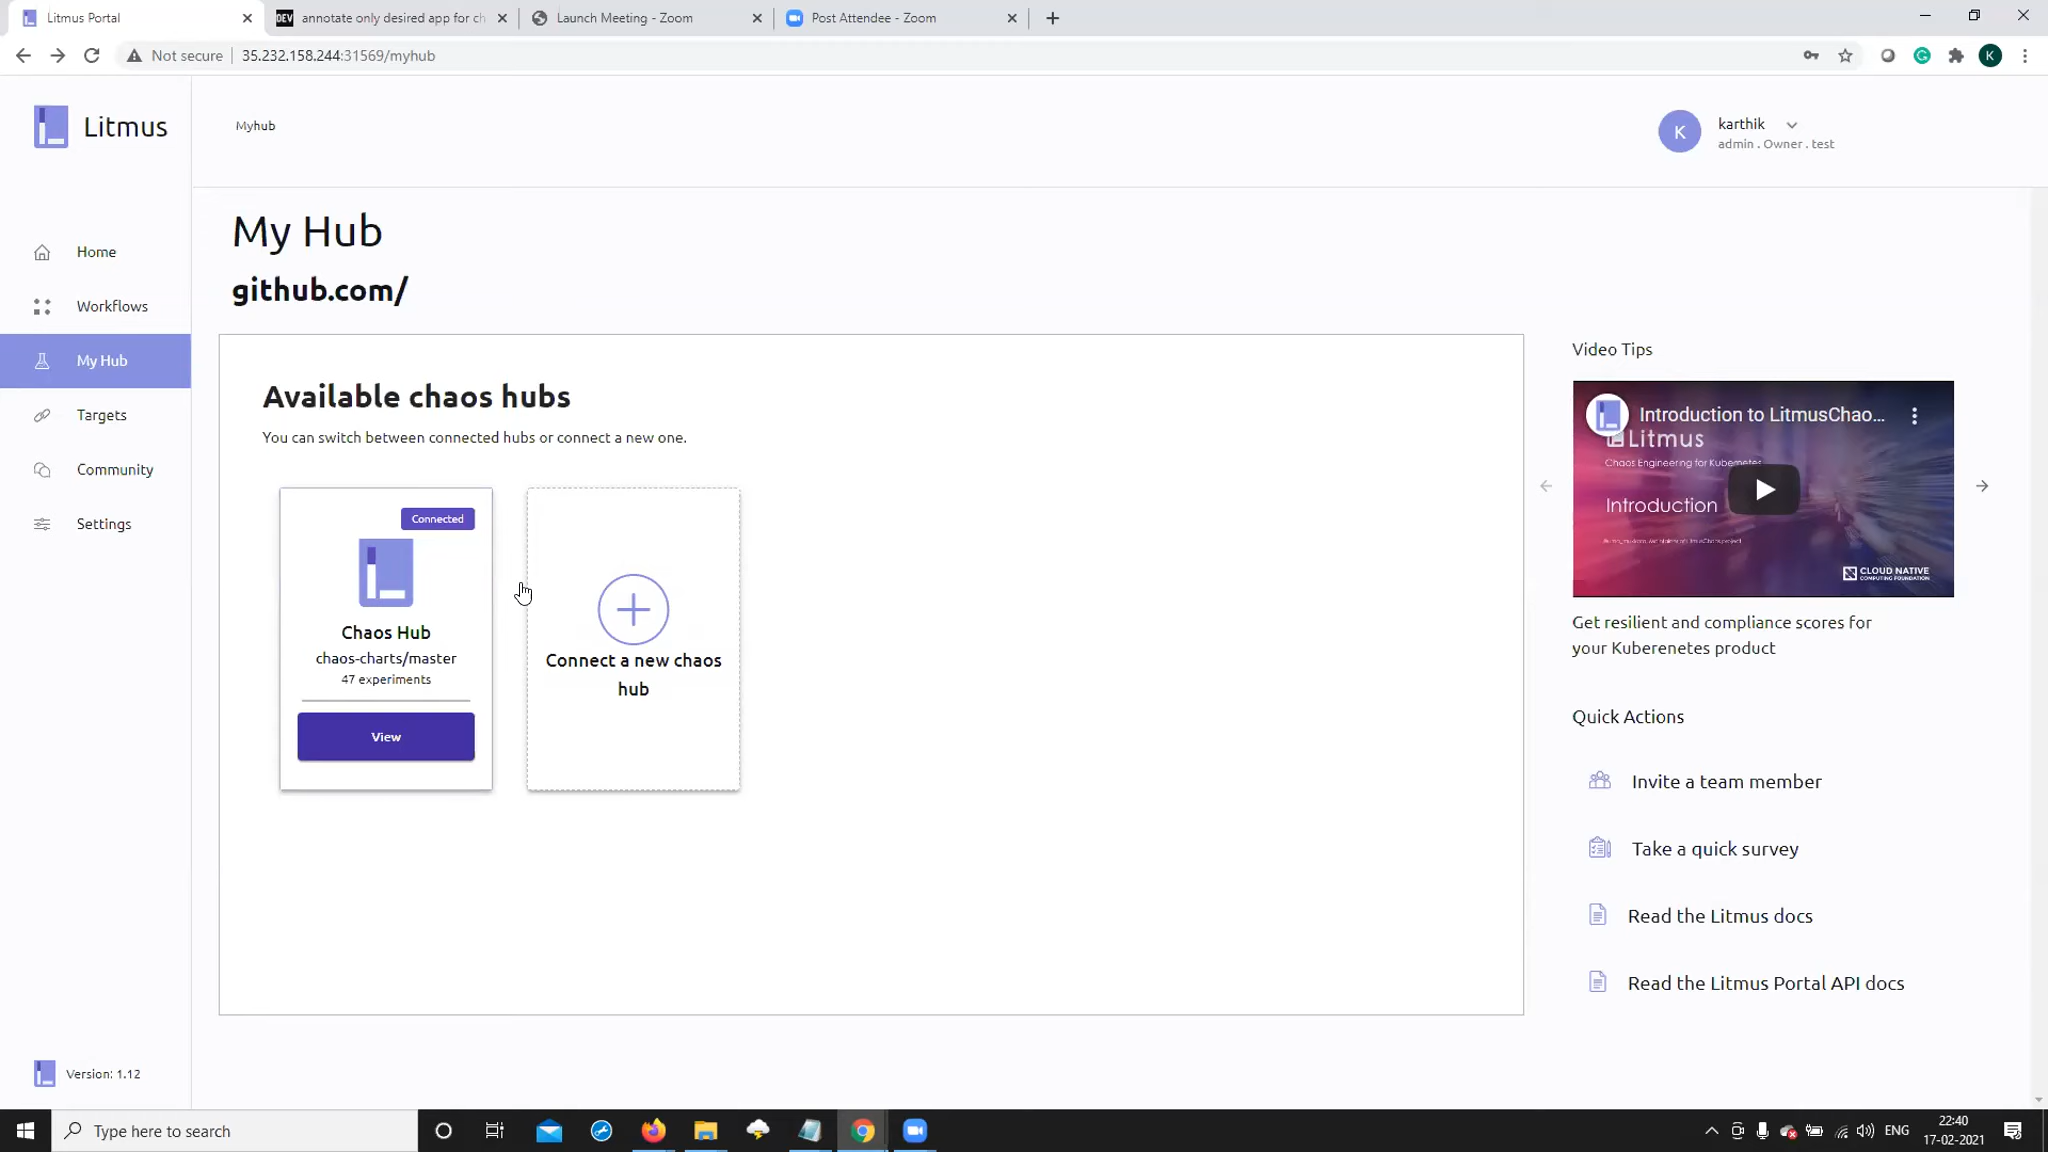 Litmus Portal
annotate only desired app for ch
Launch Meeting - Zoom
Post Attendee - Zoom
Not secure
35.232.158.244:31569/myhub
Litmus
Myhub
K
karthik
admin . Owner . test
Home
Workflows
My Hub
Targets
Community
Settings
Version: 1.12
My Hub
github.com/
Available chaos hubs
You can switch between connected hubs or connect a new one.
Connected
Chaos Hub
chaos-charts/master
47 experiments
View
Connect a new chaos
hub
Video Tips
Introduction to LitmusChao...
Litmus
Chaos Engineering for Kubernetes
Introduction
CLOUD NATIVE
COMPUTING FOUNDATION
Get resilient and compliance scores for
your Kuberenetes product
Quick Actions
Invite a team member
Take a quick survey
Read the Litmus docs
Read the Litmus Portal API docs
Type here to search
ENG
22:40
17-02-2021